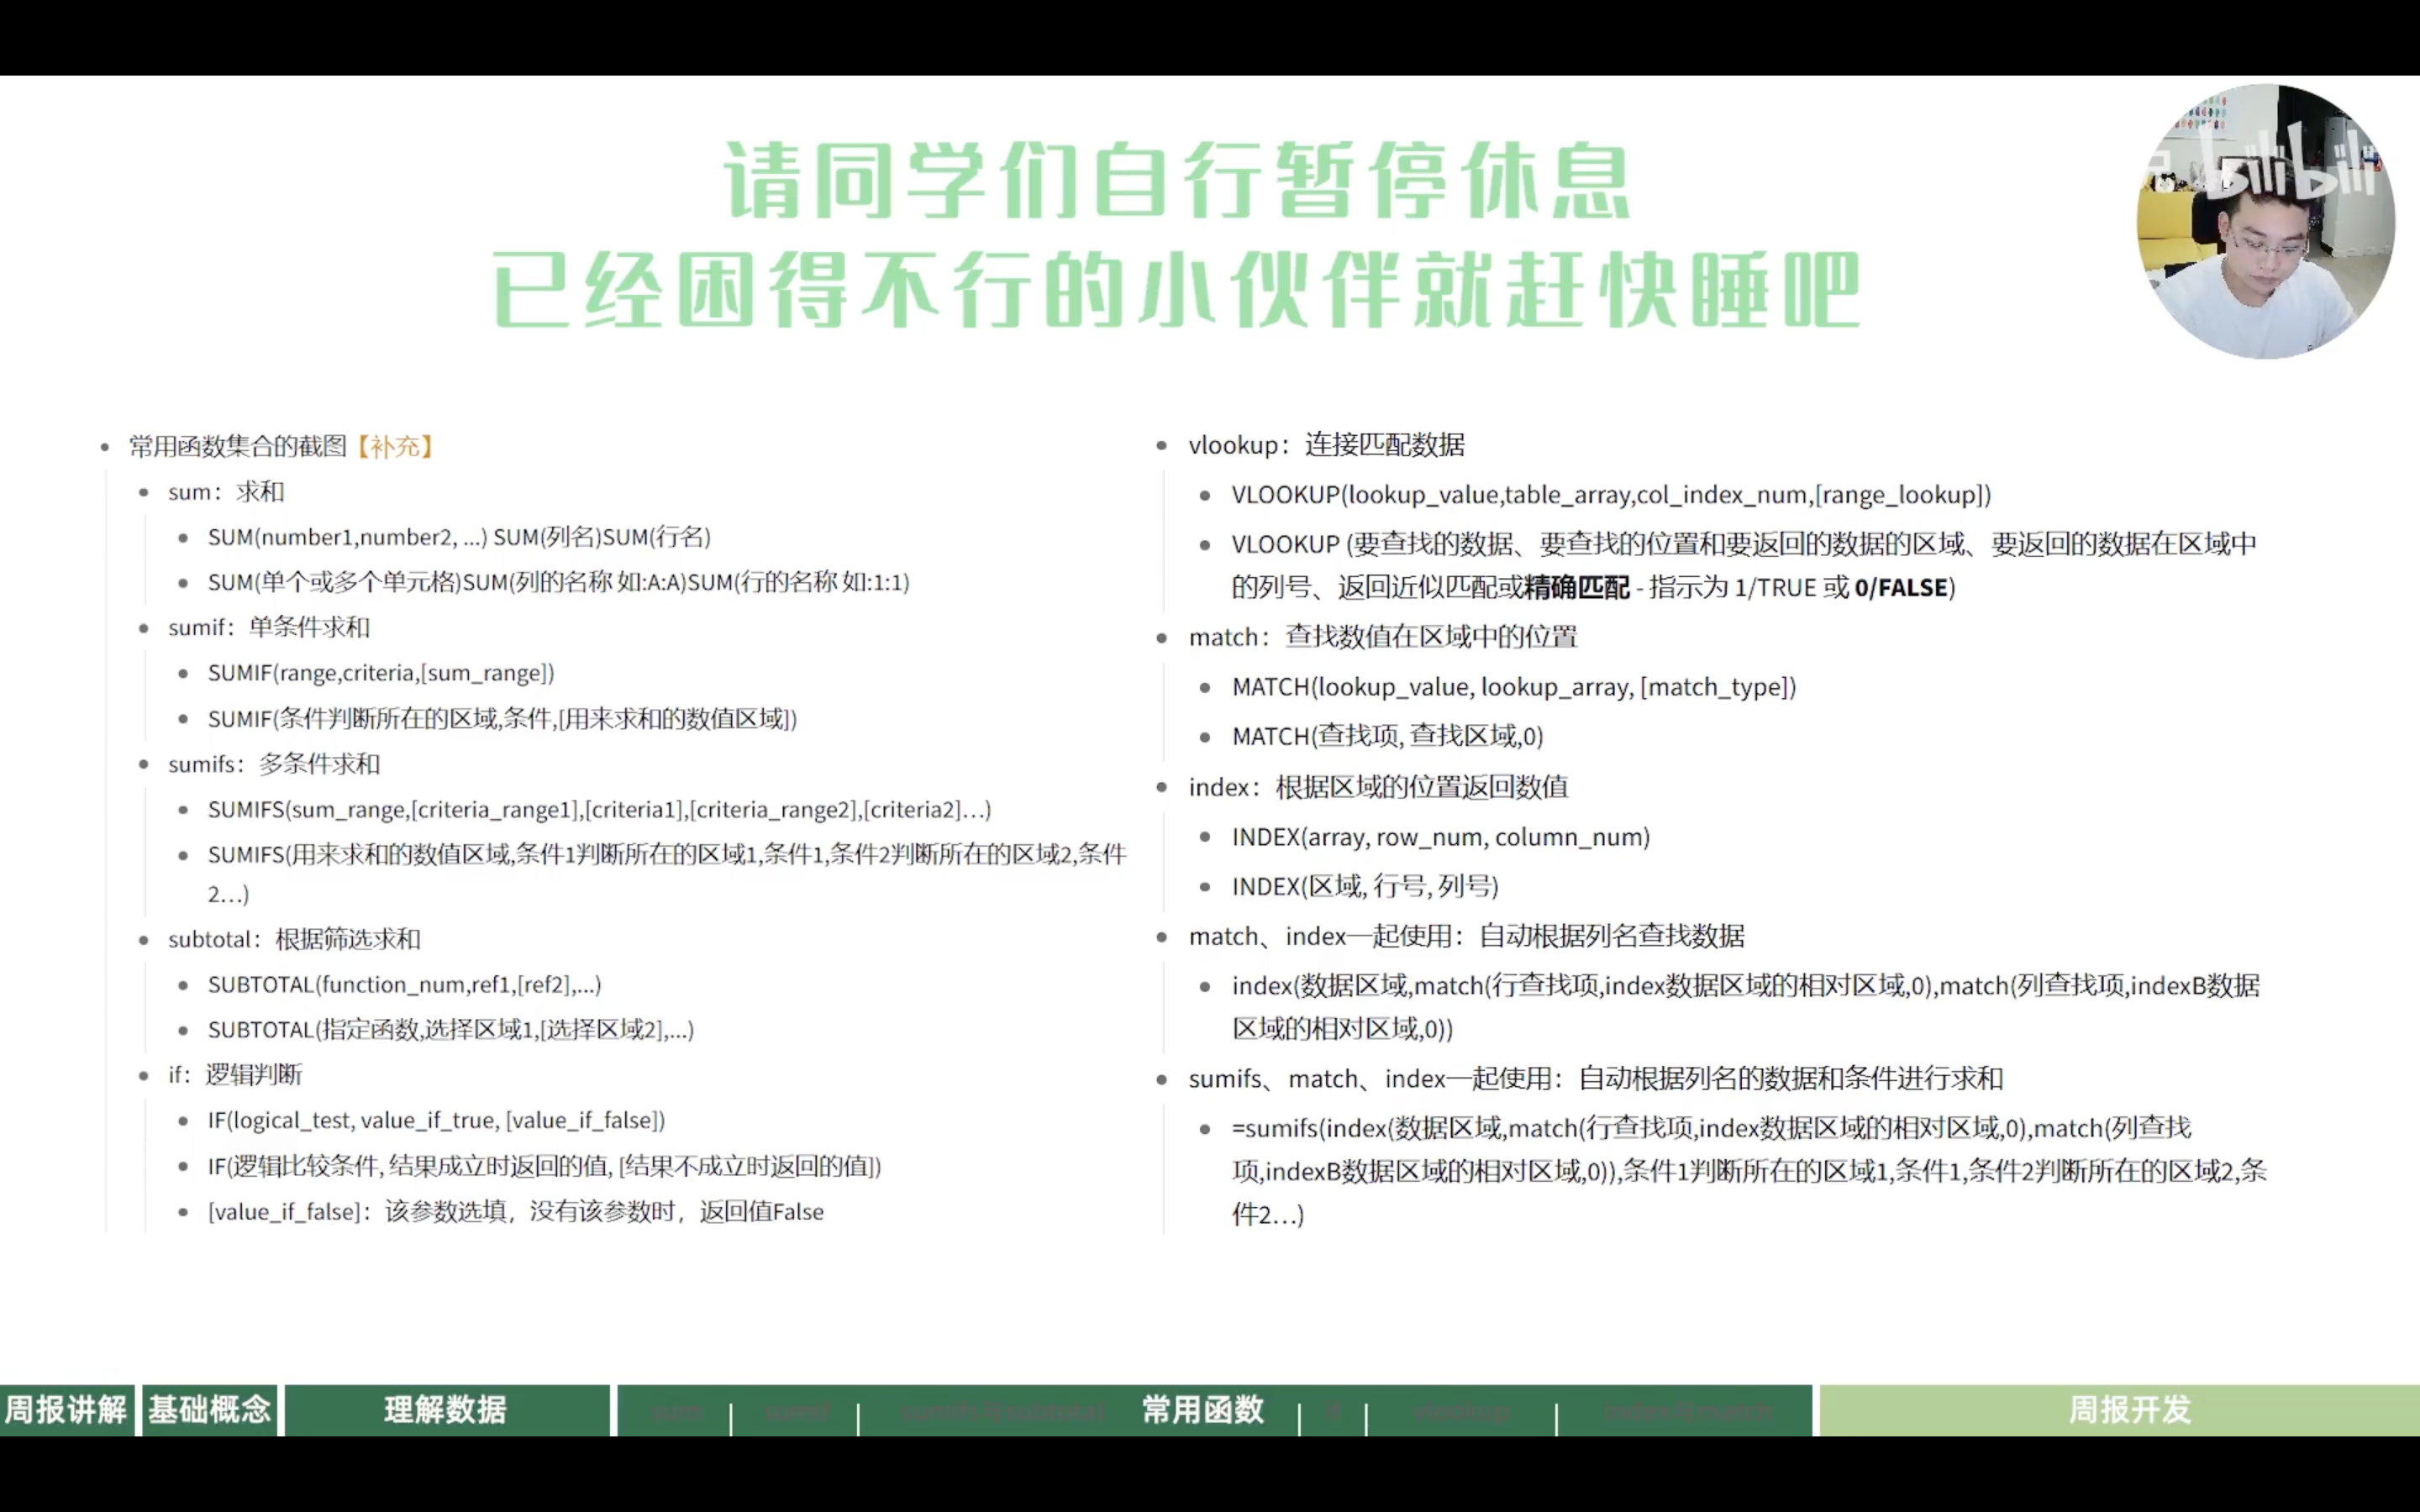 请同学们自行暂停休息
已经困得不行的小伙伴就赶快睡吧
bilibili
常用函数集合的截图【补充】
sum：求和
SUM(number1,number2, ...) SUM(列名)SUM(行名)
SUM(单个或多个单元格)SUM(列的名称 如:A:A)SUM(行的名称 如:1:1)
sumif：单条件求和
SUMIF(range,criteria,[sum_range])
SUMIF(条件判断所在的区域,条件,[用来求和的数值区域])
sumifs：多条件求和
SUMIFS(sum_range,[criteria_range1],[criteria1],[criteria_range2],[criteria2]…)
SUMIFS(用来求和的数值区域,条件1判断所在的区域1,条件1,条件2判断所在的区域2,条件
2…)
subtotal：根据筛选求和
SUBTOTAL(function_num,ref1,[ref2],...)
SUBTOTAL(指定函数,选择区域1,[选择区域2],...)
if：逻辑判断
IF(logical_test, value_if_true, [value_if_false])
IF(逻辑比较条件, 结果成立时返回的值, [结果不成立时返回的值])
[value_if_false]：该参数选填，没有该参数时，返回值False
vlookup：连接匹配数据
VLOOKUP(lookup_value,table_array,col_index_num,[range_lookup])
VLOOKUP (要查找的数据、要查找的位置和要返回的数据的区域、要返回的数据在区域中
的列号、返回近似匹配或精确匹配 - 指示为 1/TRUE 或 0/FALSE)
match：查找数值在区域中的位置
MATCH(lookup_value, lookup_array, [match_type])
MATCH(查找项, 查找区域,0)
index：根据区域的位置返回数值
INDEX(array, row_num, column_num)
INDEX(区域, 行号, 列号)
match、index一起使用：自动根据列名查找数据
index(数据区域,match(行查找项,index数据区域的相对区域,0),match(列查找项,indexB数据
区域的相对区域,0))
sumifs、match、index一起使用：自动根据列名的数据和条件进行求和
=sumifs(index(数据区域,match(行查找项,index数据区域的相对区域,0),match(列查找
项,indexB数据区域的相对区域,0)),条件1判断所在的区域1,条件1,条件2判断所在的区域2,条
件2…)
周报讲解 基础概念 理解数据 sum sumif sumifs与subtotal 常用函数 if vlookup index与match 周报开发